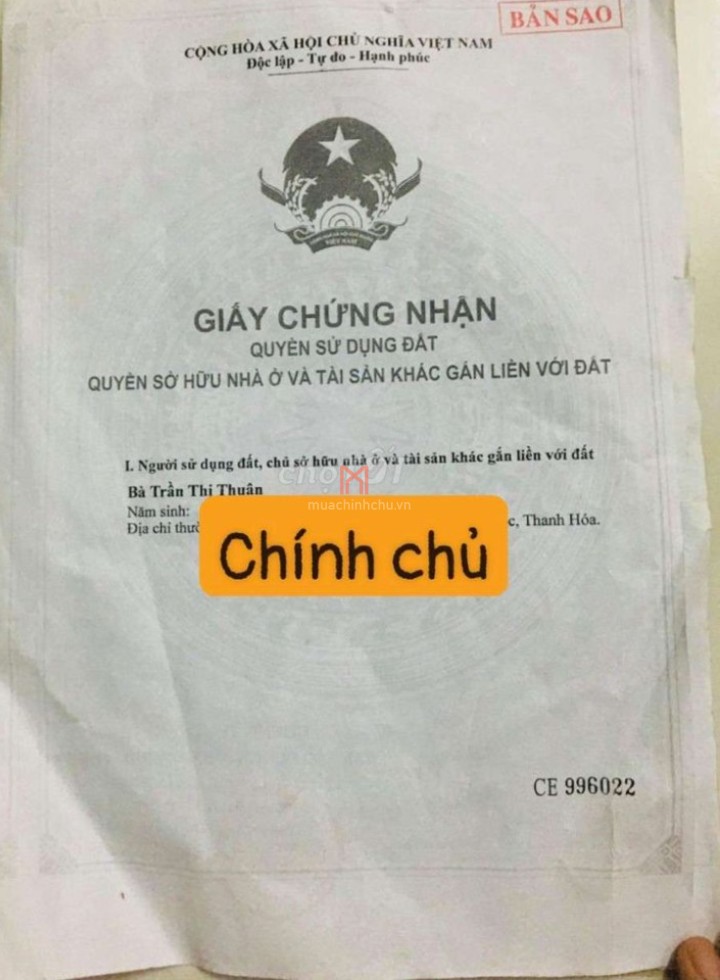 BẢN SAO
CỘNG HÒA XÃ HỘI CHỦ NGHĨA VIỆT NAM
Độc lập - Tự do - Hạnh phúc
VIỆT NAM
GIẤY CHỨNG NHẬN
QUYỀN SỬ DỤNG ĐẤT
QUYỀN SỞ HỮU NHÀ Ở VÀ TÀI SẢN KHÁC GẮN LIỀN VỚI ĐẤT
I. Người sử dụng đất, chủ sở hữu nhà ở và tài sản khác gắn liền với đất
Bà Trần Thị Thuân
muachinhchu.vn
Năm sinh:
Địa chỉ thườ c, Thanh Hóa.
Chính chủ
CE 996022